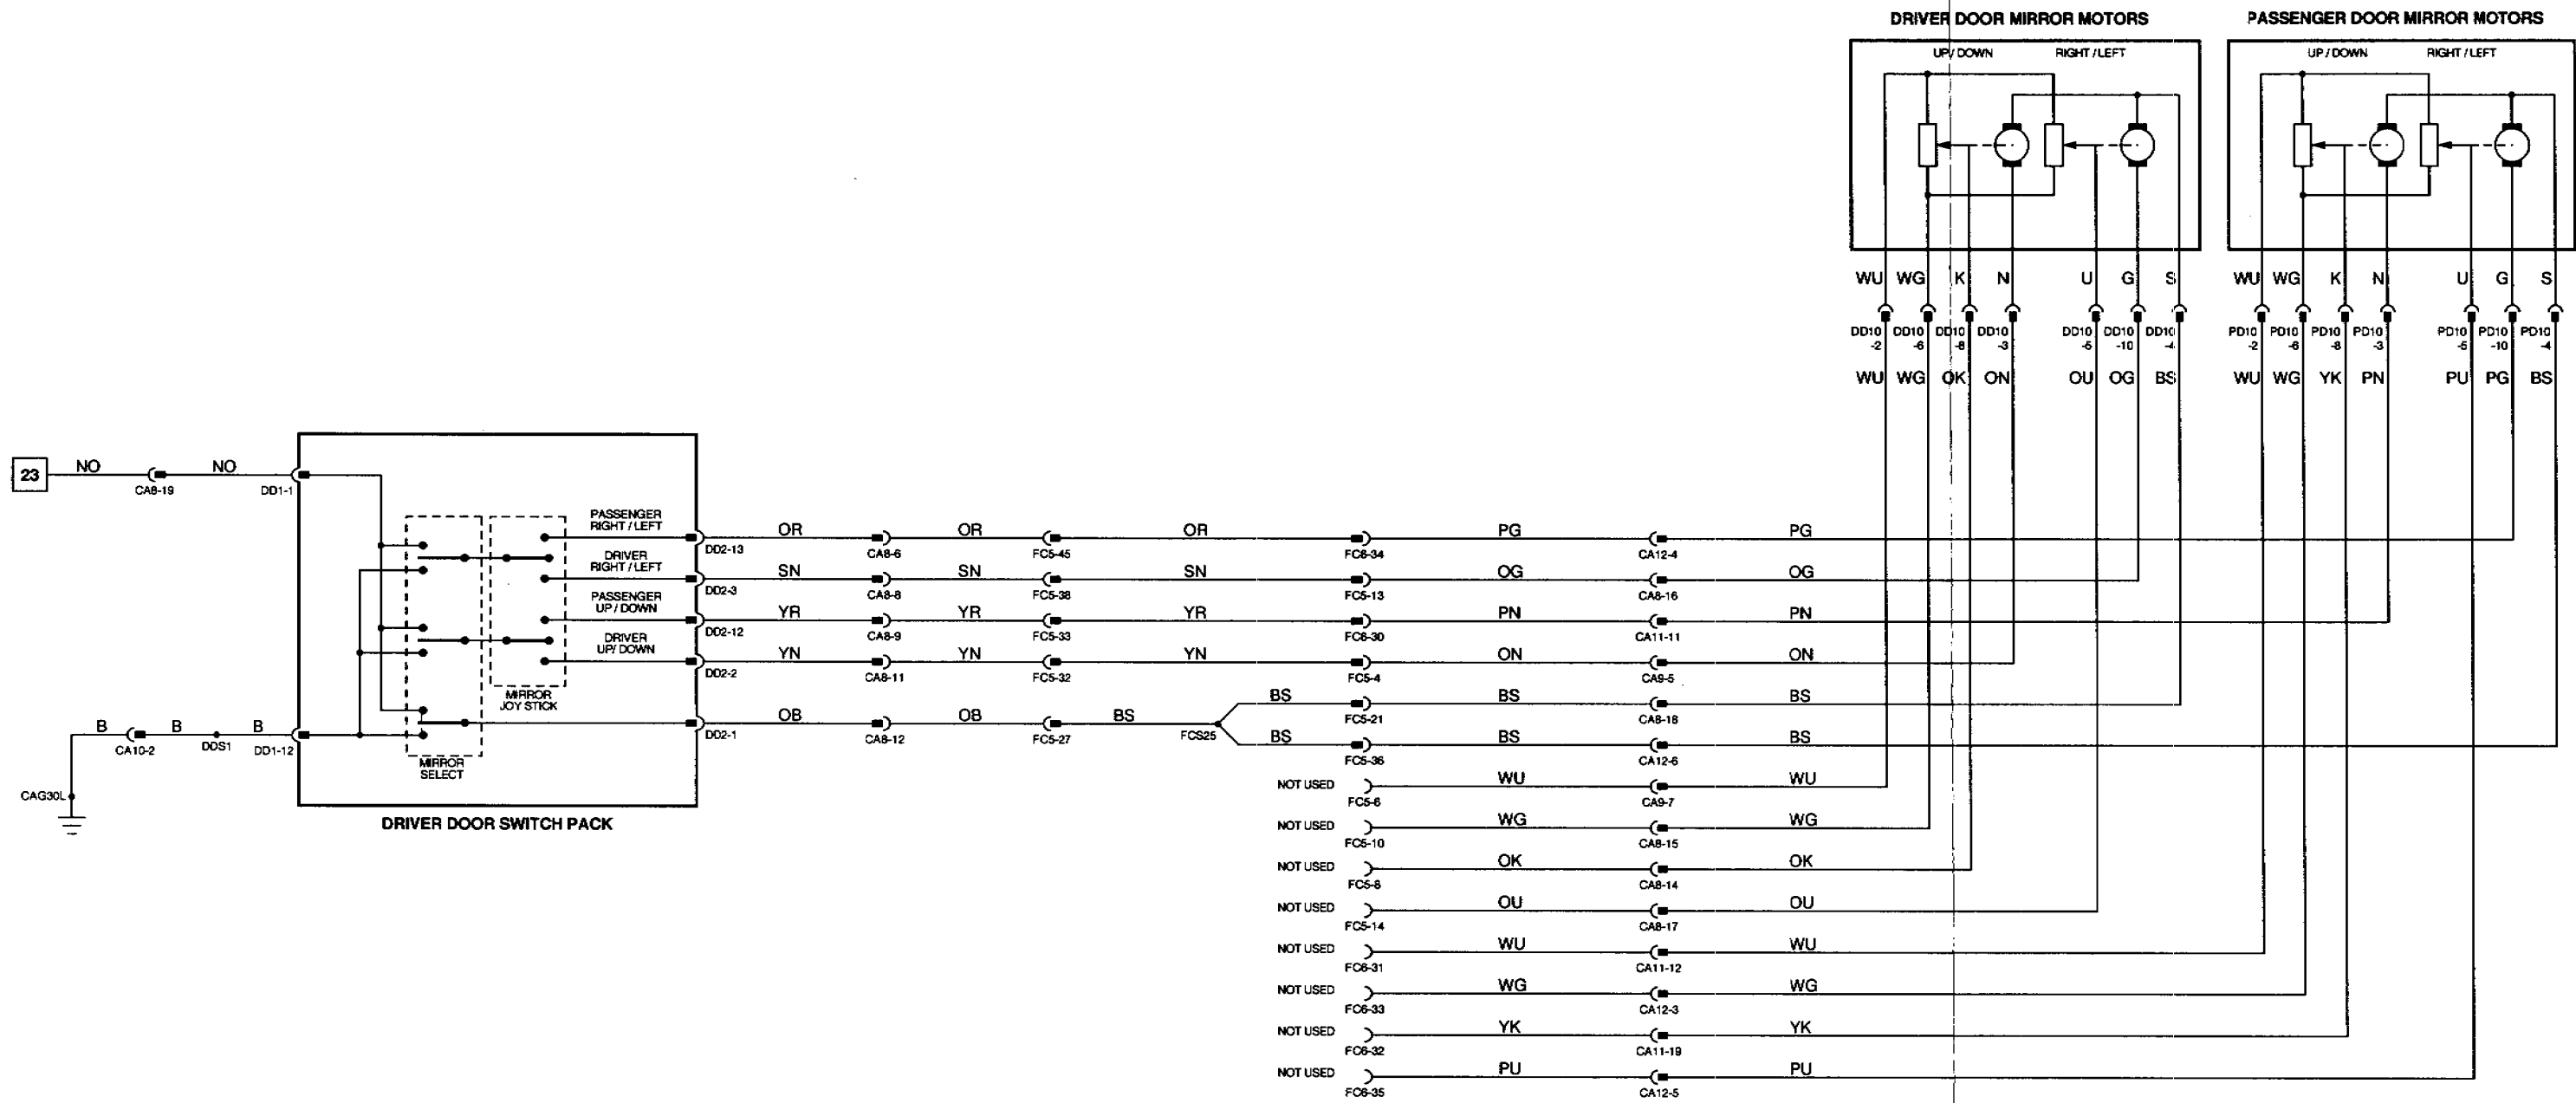 DRIVER DOOR MIRROR MOTORS
PASSENGER DOOR MIRROR MOTORS
UP / DOWN
RIGHT / LEFT
UP / DOWN
RIGHT / LEFT
WU WG K N U G S
WU WG K N U G S
DD10 -2
DD10 -6
DD10 -8
DD10 -3
DD10 -5
DD10 -10
DD10 -4
PD10 -2
PD10 -6
PD10 -8
PD10 -3
PD10 -5
PD10 -10
PD10 -4
WU WG OK ON OU OG BS
WU WG YK PN PU PG BS
23
NO
CA8-19
NO
DD1-1
PASSENGER
RIGHT / LEFT
DRIVER
RIGHT / LEFT
PASSENGER
UP / DOWN
DRIVER
UP/ DOWN
MIRROR
JOY STICK
MIRROR
SELECT
B
CA10-2
B
DDS1
B
DD1-12
CAG30L
DRIVER DOOR SWITCH PACK
DD2-13
OR
CA8-6
OR
FC5-45
OR
FC6-34
PG
CA12-4
PG
DD2-3
SN
CA8-8
SN
FC5-38
SN
FC5-13
OG
CA8-16
OG
DD2-12
YR
CA8-9
YR
FC5-33
YR
FC6-30
PN
CA11-11
PN
DD2-2
YN
CA8-11
YN
FC5-32
YN
FC5-4
ON
CA9-5
ON
DD2-1
OB
CA8-12
OB
FC5-27
BS
FCS25
BS
FC5-21
BS
CA8-18
BS
BS
FC5-36
BS
CA12-6
BS
NOT USED
FC5-6
WU
CA9-7
WU
NOT USED
FC5-10
WG
CA8-15
WG
NOT USED
FC5-8
OK
CA8-14
OK
NOT USED
FC5-14
OU
CA8-17
OU
NOT USED
FC6-31
WU
CA11-12
WU
NOT USED
FC6-33
WG
CA12-3
WG
NOT USED
FC6-32
YK
CA11-19
YK
NOT USED
FC6-35
PU
CA12-5
PU